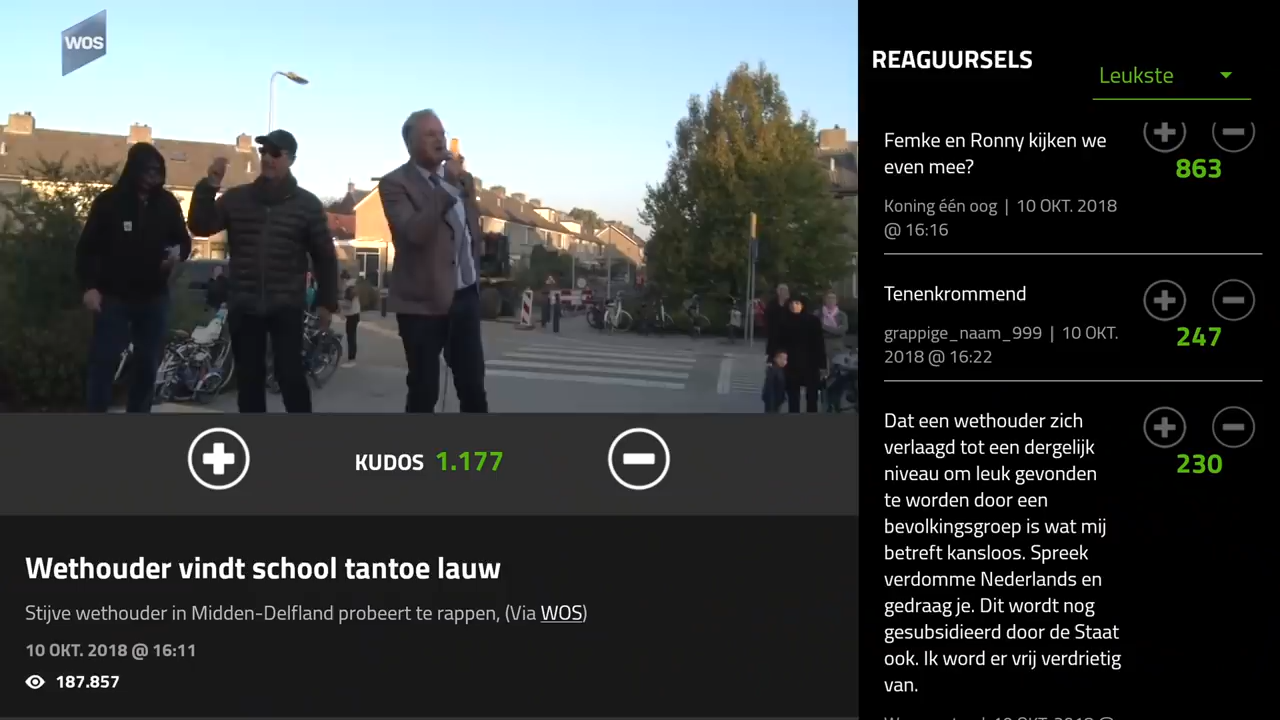 WOS
KUDOS 1.177
Wethouder vindt school tantoe lauw
Stijve wethouder in Midden-Delfland probeert te rappen, (Via WOS)
10 OKT. 2018 @ 16:11
187.857
REAGUURSELS
Leukste
Femke en Ronny kijken we
even mee?
863
Koning één oog | 10 OKT. 2018
@ 16:16
Tenenkrommend
247
grappige_naam_999 | 10 OKT.
2018 @ 16:22
Dat een wethouder zich
verlaagd tot een dergelijk
niveau om leuk gevonden
te worden door een
bevolkingsgroep is wat mij
betreft kansloos. Spreek
verdomme Nederlands en
gedraag je. Dit wordt nog
gesubsidieerd door de Staat
ook. Ik word er vrij verdrietig
van.
230